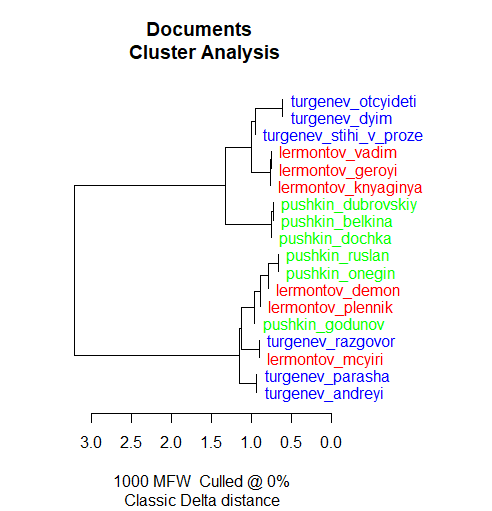 Documents
Cluster Analysis
turgenev_otcyideti
turgenev_dyim
turgenev_stihi_v_proze
lermontov_vadim
lermontov_geroyi
lermontov_knyaginya
pushkin_dubrovskiy
pushkin_belkina
pushkin_dochka
pushkin_ruslan
pushkin_onegin
lermontov_demon
lermontov_plennik
pushkin_godunov
turgenev_razgovor
lermontov_mcyiri
turgenev_parasha
turgenev_andreyi
3.0 2.5 2.0 1.5 1.0 0.5 0.0
1000 MFW Culled @ 0%
Classic Delta distance